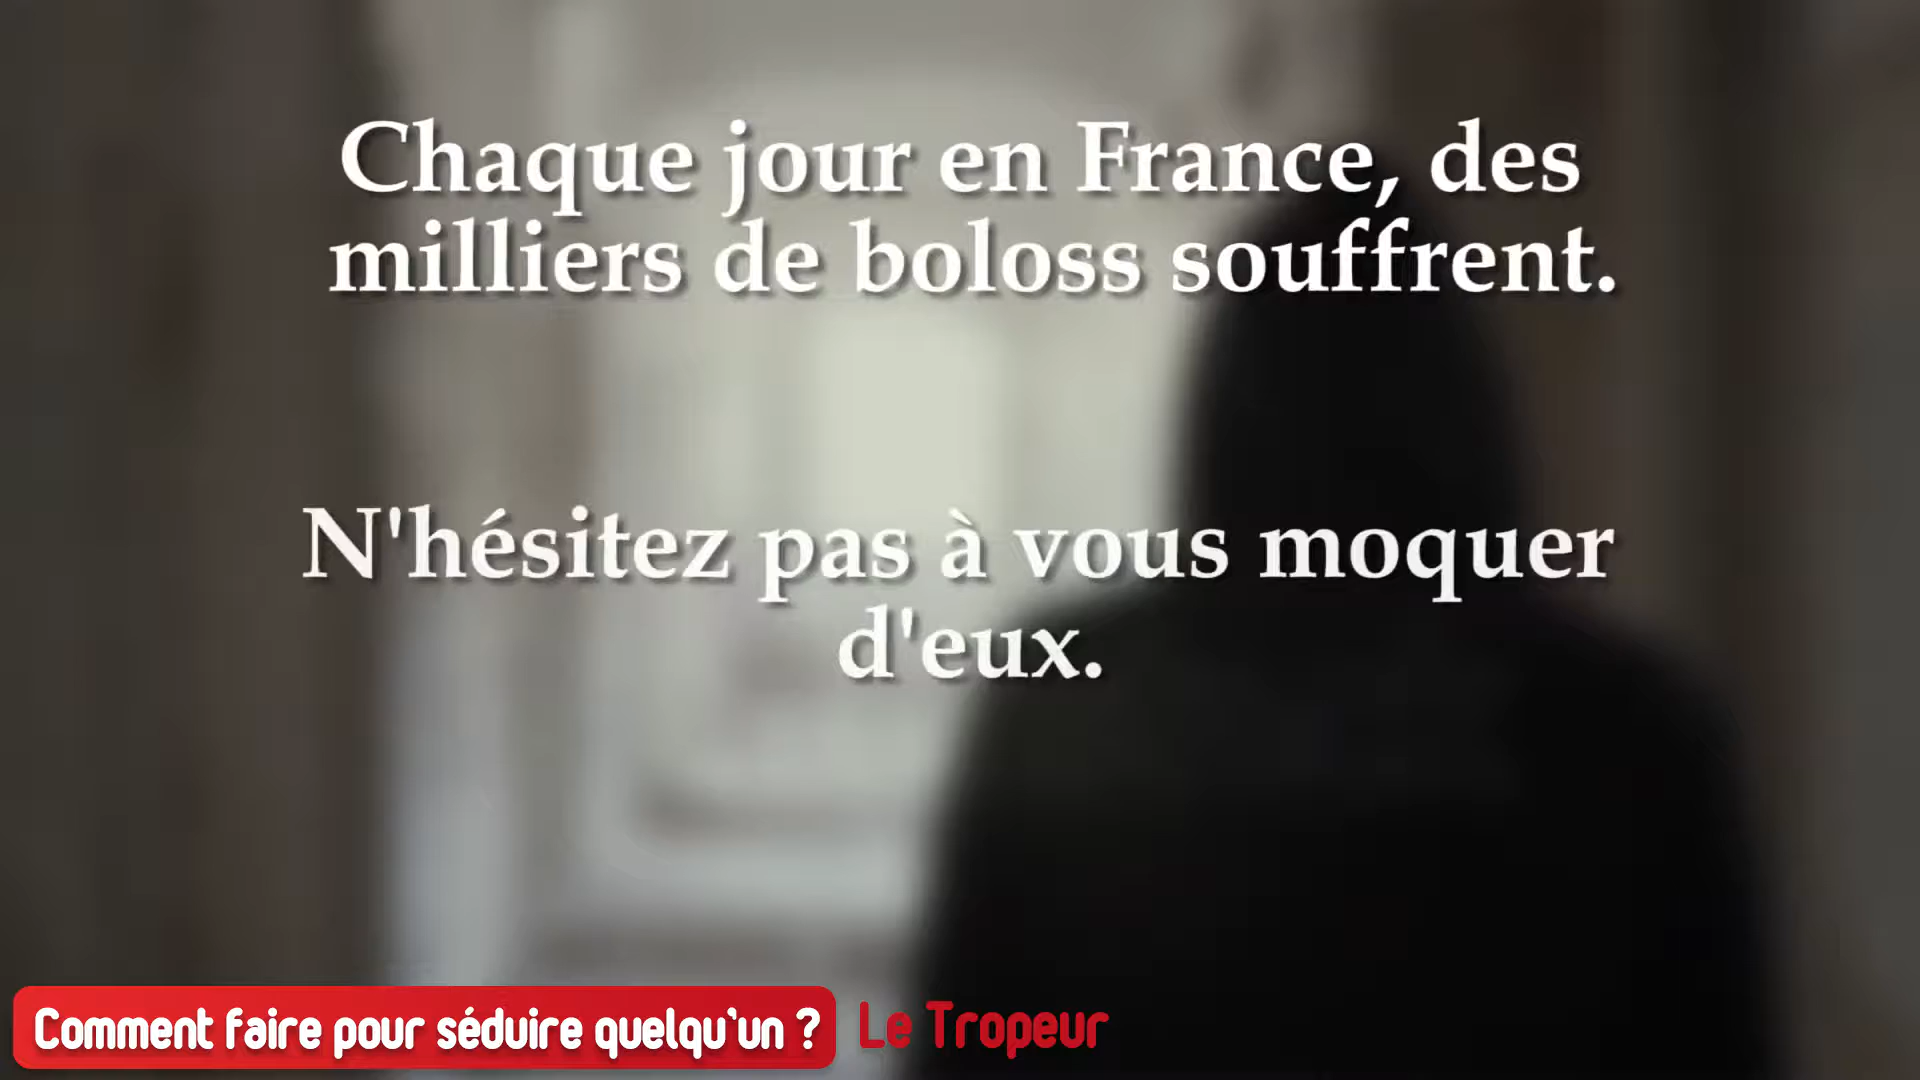 Chaque jour en France, des
milliers de boloss souffrent.
N'hésitez pas à vous moquer
d'eux.
Comment faire pour séduire quelqu'un ? Le Tropeur